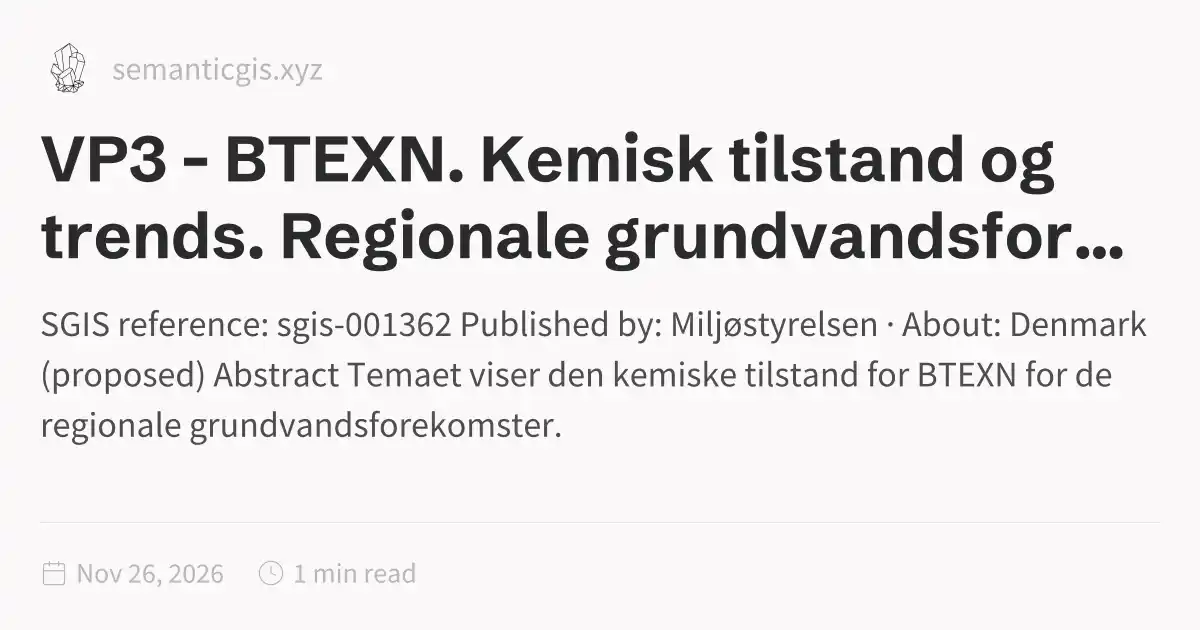 semanticgis.xyz
VP3 - BTEXN. Kemisk tilstand og
trends. Regionale grundvandsfor...
SGIS reference: sgis-001362 Published by: Miljøstyrelsen · About: Denmark
(proposed) Abstract Temaet viser den kemiske tilstand for BTEXN for de
regionale grundvandsforekomster.
Nov 26, 2026 1 min read